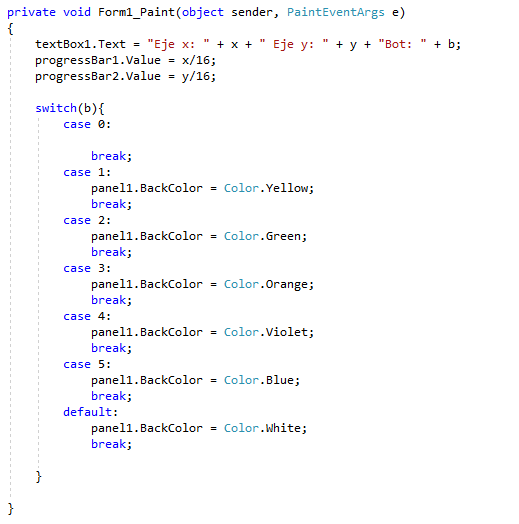 private void Form1_Paint(object sender, PaintEventArgs e)
{
    textBox1.Text = "Eje x: " + x + " Eje y: " + y + "Bot: " + b;
    progressBar1.Value = x/16;
    progressBar2.Value = y/16;
    switch(b){
        case 0:
            break;
        case 1:
            panel1.BackColor = Color.Yellow;
            break;
        case 2:
            panel1.BackColor = Color.Green;
            break;
        case 3:
            panel1.BackColor = Color.Orange;
            break;
        case 4:
            panel1.BackColor = Color.Violet;
            break;
        case 5:
            panel1.BackColor = Color.Blue;
            break;
        default:
            panel1.BackColor = Color.White;
            break;
    }
}